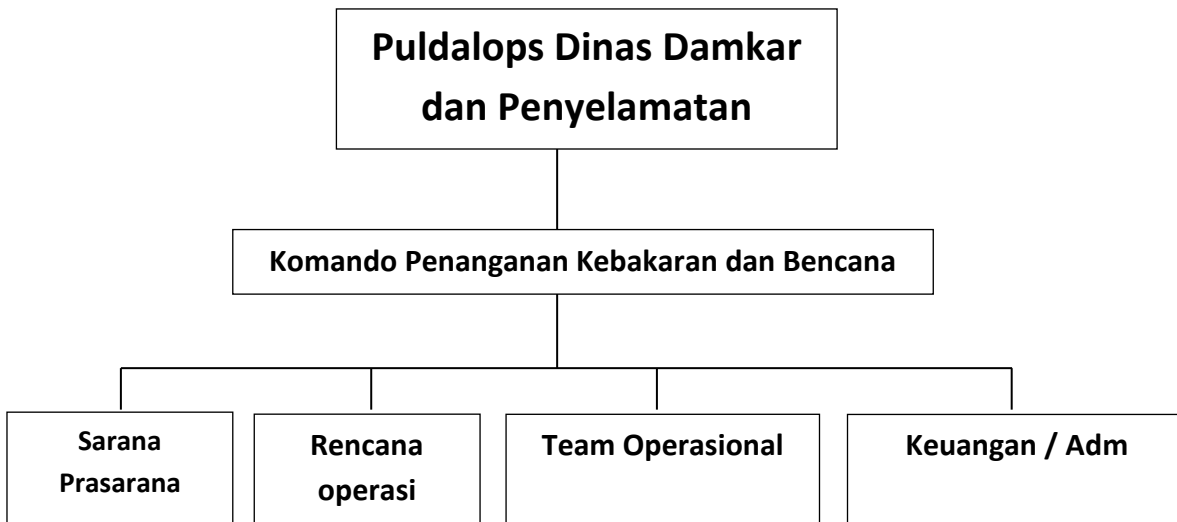 Puldalops Dinas Damkar
dan Penyelamatan
Komando Penanganan Kebakaran dan Bencana
Sarana
Prasarana
Rencana
operasi
Team Operasional
Keuangan / Adm